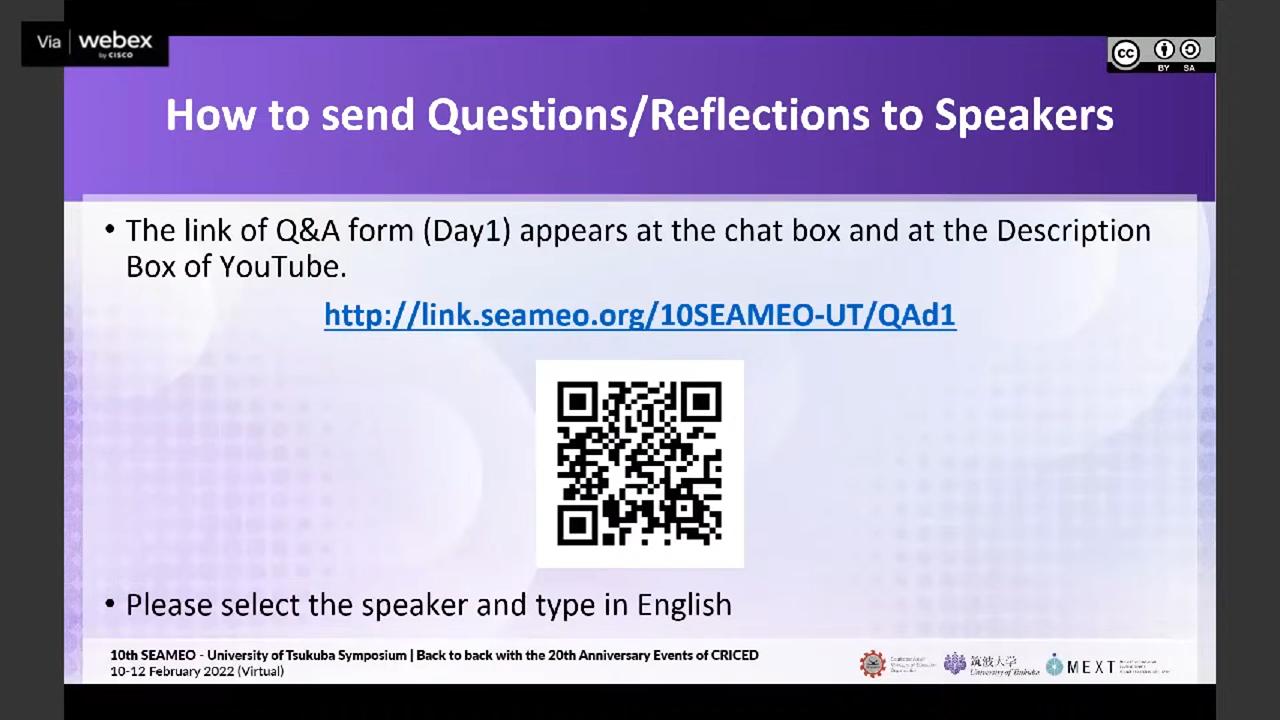 Via webex
by CISCO
cc
BY SA
How to send Questions/Reflections to Speakers
• The link of Q&A form (Day1) appears at the chat box and at the Description
Box of YouTube.
http://link.seameo.org/10SEAMEO-UT/QAd1
• Please select the speaker and type in English
10th SEAMEO - University of Tsukuba Symposium | Back to back with the 20th Anniversary Events of CRICED
10-12 February 2022 (Virtual)
筑波大学
University of Tsukuba
MEXT